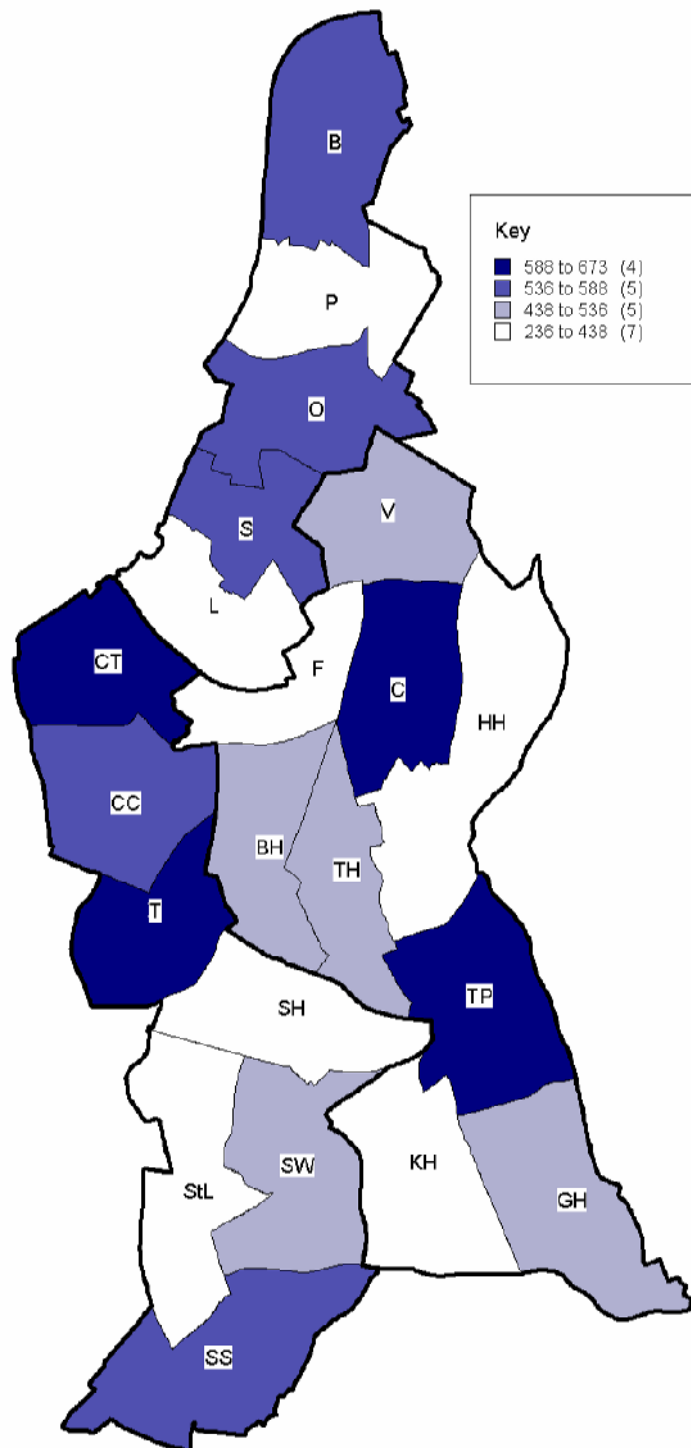 B
Key
588 to 673 (4)
536 to 588 (5)
438 to 536 (5)
236 to 438 (7)
P
O
V
S
L
CT
F
C
HH
CC
BH
TH
T
TP
SH
SW
KH
StL
GH
SS